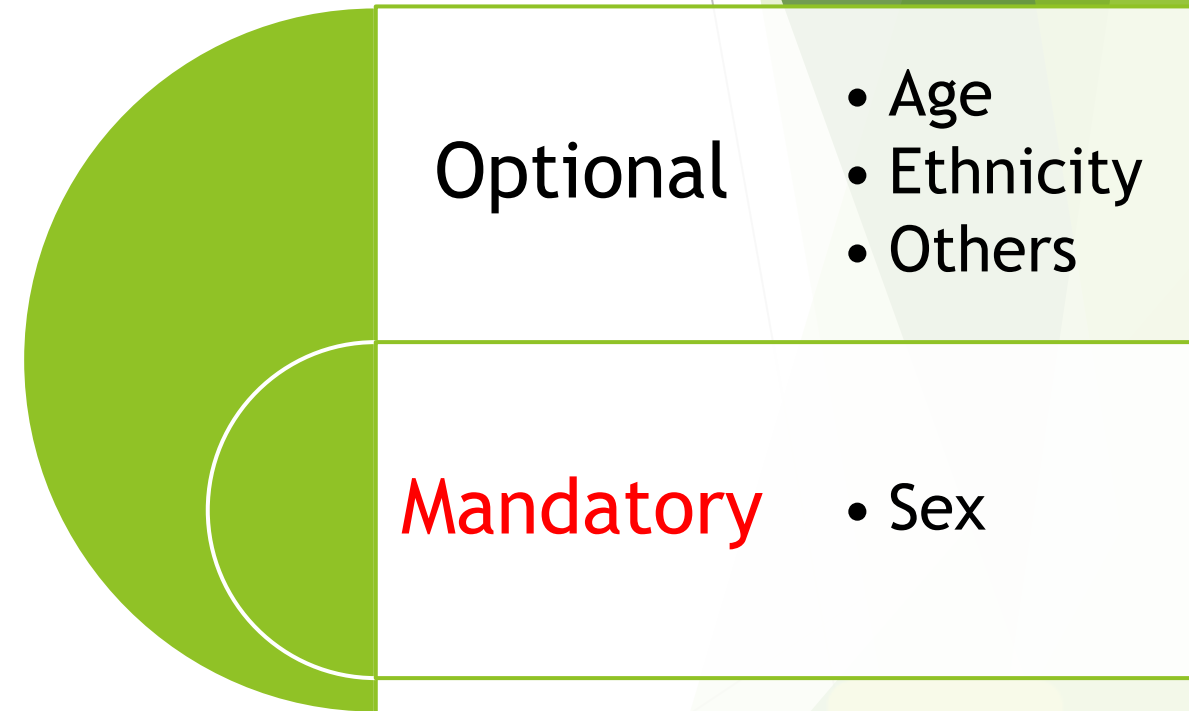 Optional
• Age
• Ethnicity
• Others
Mandatory
• Sex